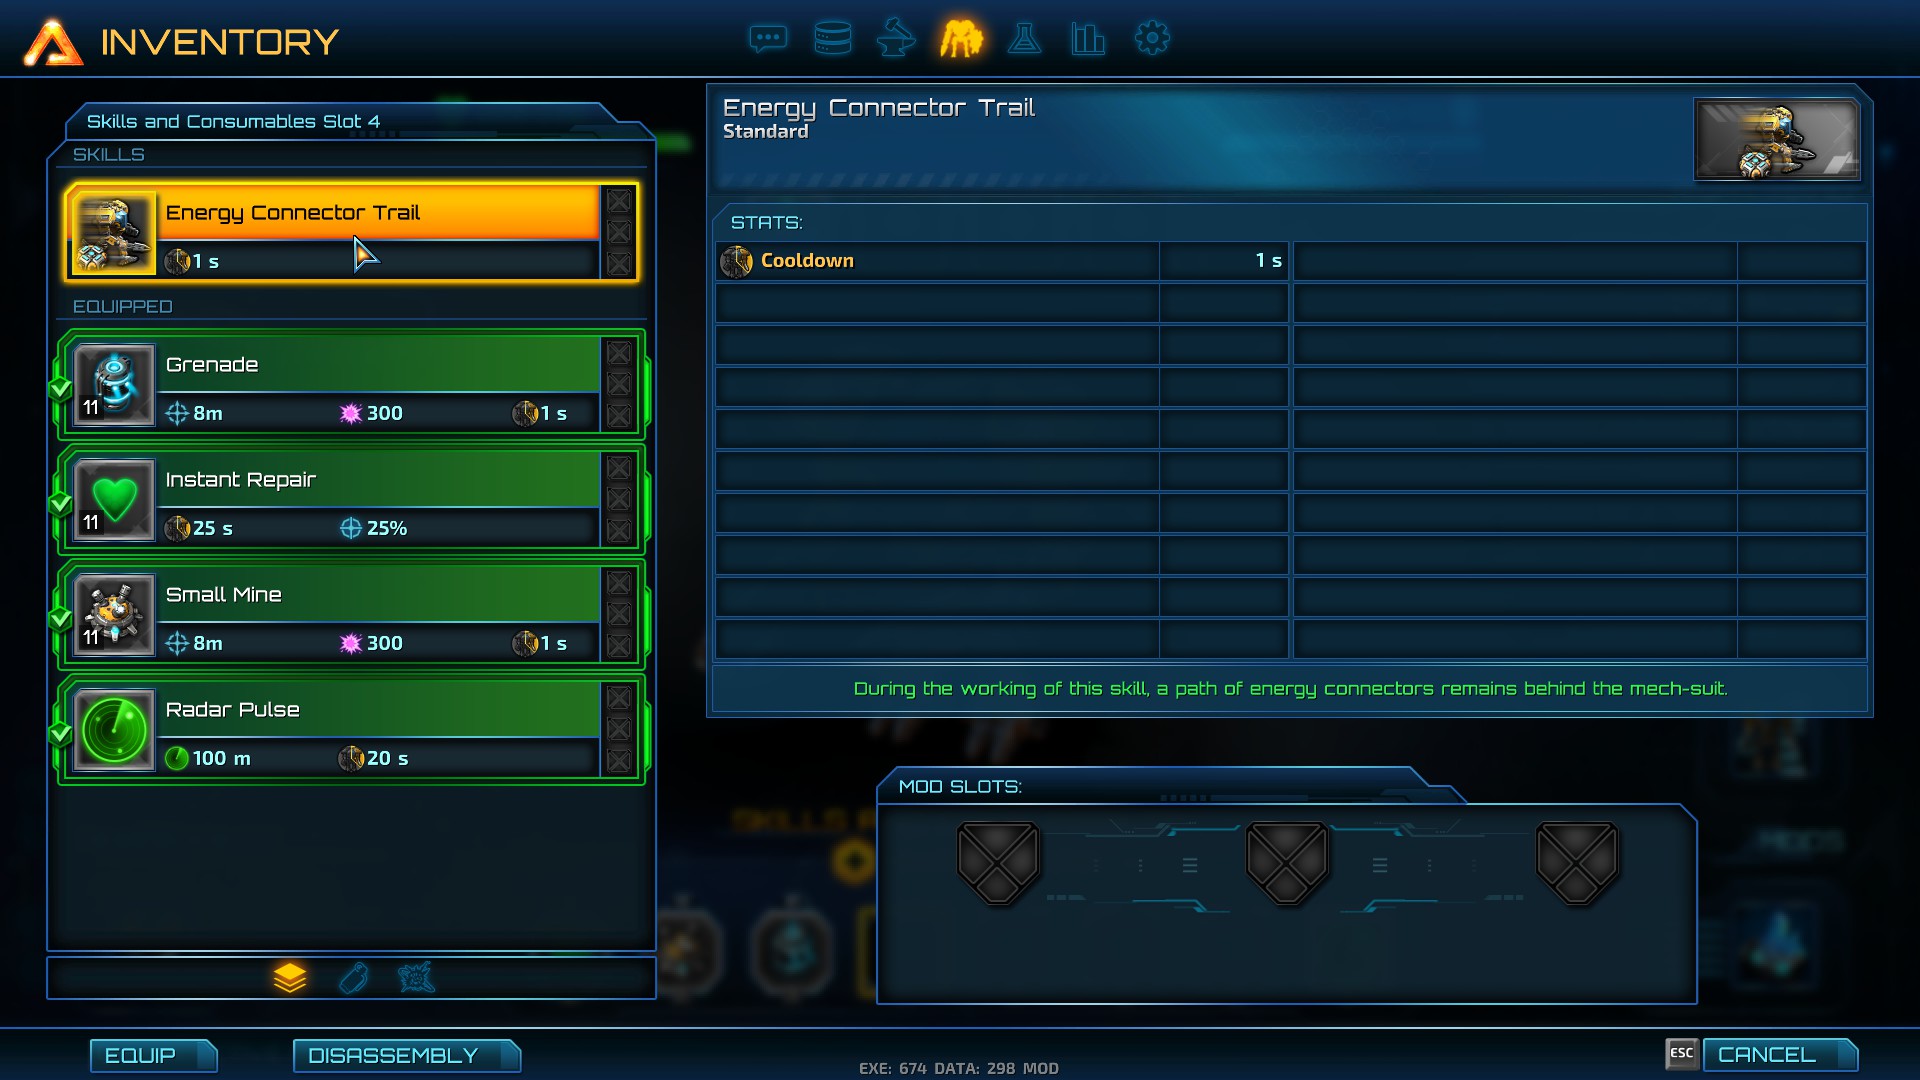 INVENTORY
Skills and Consumables Slot 4
SKILLS
Energy Connector Trail
1 s
EQUIPPED
Grenade
11
8m
300
1 s
Instant Repair
11
25 s
25%
Small Mine
11
8m
300
1 s
Radar Pulse
100 m
20 s
Energy Connector Trail
Standard
STATS:
Cooldown
1 s
During the working of this skill, a path of energy connectors remains behind the mech-suit.
MOD SLOTS:
EQUIP
DISASSEMBLY
EXE: 674 DATA: 298 MOD
ESC
CANCEL